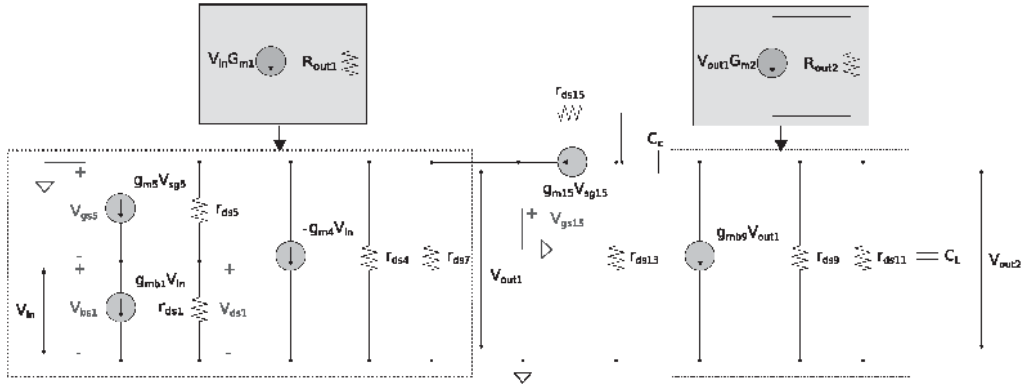 VinGm1 Rout1
Vout1Gm2 Rout2
rds15
Cc
gm15Vsg15
+
Vgs5
-
gm5Vsg5
rds5
-gm4Vin
rds4
rds7
Vout1
+
Vgs13
rds13
gmb9Vout1
rds9
rds11
CL
Vout2
Vin
+
Vbs1
-
gmb1Vin
rds1
+
Vds1
-